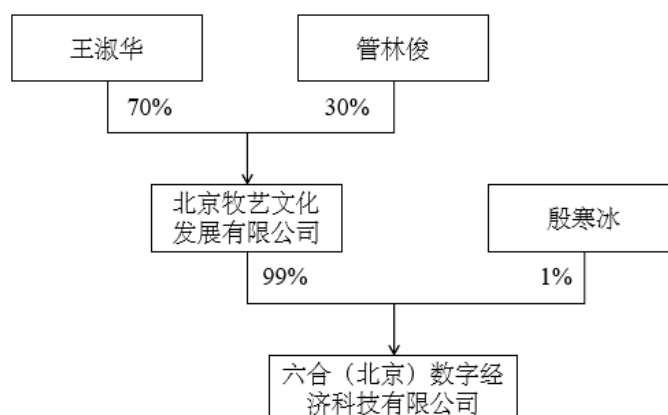 王淑华
管林俊
70%
30%
北京牧艺文化
发展有限公司
殷寒冰
99%
1%
六合（北京）数字经
济科技有限公司